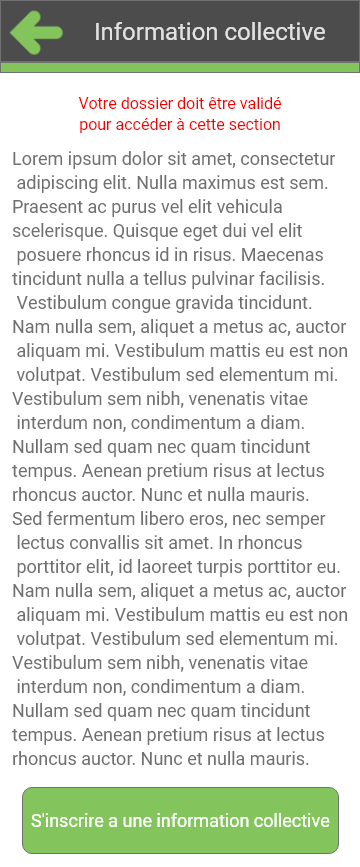 Information collective
Votre dossier doit être validé
pour accéder à cette section
Lorem ipsum dolor sit amet, consectetur
adipiscing elit. Nulla maximus est sem.
Praesent ac purus vel elit vehicula
scelerisque. Quisque eget dui vel elit
posuere rhoncus id in risus. Maecenas
tincidunt nulla a tellus pulvinar facilisis.
Vestibulum congue gravida tincidunt.
Nam nulla sem, aliquet a metus ac, auctor
aliquam mi. Vestibulum mattis eu est non
volutpat. Vestibulum sed elementum mi.
Vestibulum sem nibh, venenatis vitae
interdum non, condimentum a diam.
Nullam sed quam nec quam tincidunt
tempus. Aenean pretium risus at lectus
rhoncus auctor. Nunc et nulla mauris.
Sed fermentum libero eros, nec semper
lectus convallis sit amet. In rhoncus
porttitor elit, id laoreet turpis porttitor eu.
Nam nulla sem, aliquet a metus ac, auctor
aliquam mi. Vestibulum mattis eu est non
volutpat. Vestibulum sed elementum mi.
Vestibulum sem nibh, venenatis vitae
interdum non, condimentum a diam.
Nullam sed quam nec quam tincidunt
tempus. Aenean pretium risus at lectus
rhoncus auctor. Nunc et nulla mauris.
S'inscrire a une information collective